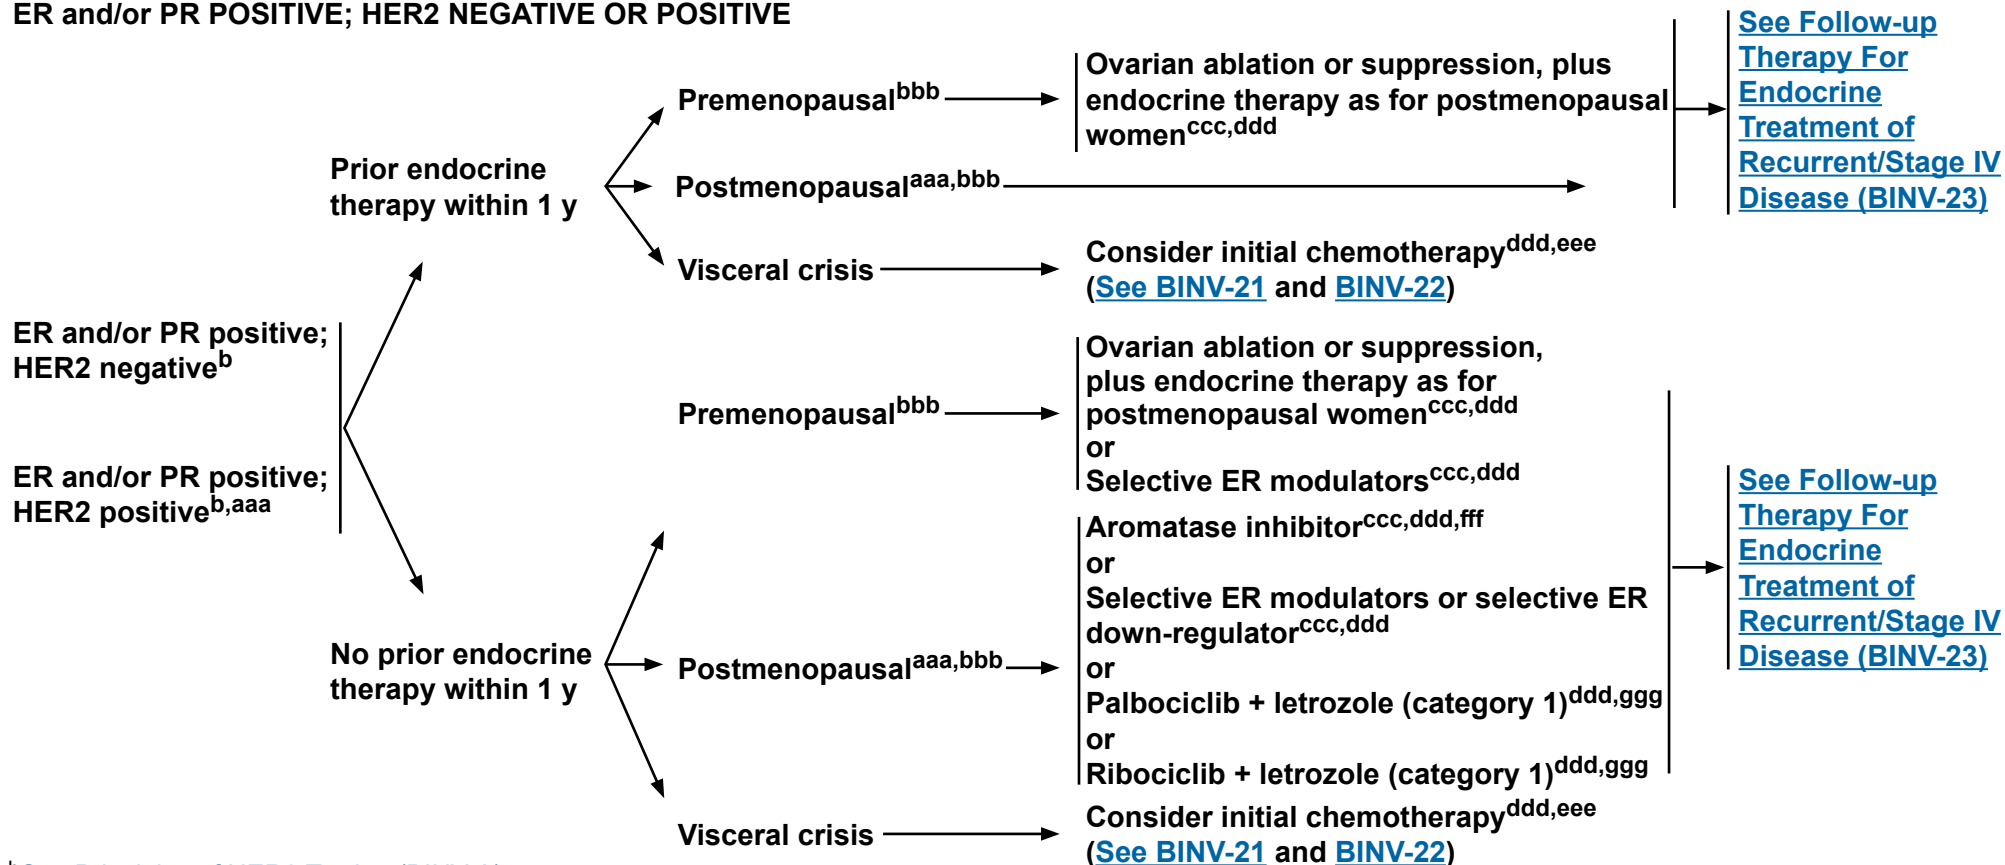 ER and/or PR POSITIVE; HER2 NEGATIVE OR POSITIVE
ER and/or PR positive;
HER2 negativeb
ER and/or PR positive;
HER2 positiveb,aaa
Prior endocrine
therapy within 1 y
Premenopausalbbb
Ovarian ablation or suppression, plus
endocrine therapy as for postmenopausal
womenccc,ddd
Postmenopausalaaa,bbb
See Follow-up
Therapy For
Endocrine
Treatment of
Recurrent/Stage IV
Disease (BINV-23)
Visceral crisis
Consider initial chemotherapyddd,eee
(See BINV-21 and BINV-22)
No prior endocrine
therapy within 1 y
Premenopausalbbb
Ovarian ablation or suppression,
plus endocrine therapy as for
postmenopausal womenccc,ddd
or
Selective ER modulatorsccc,ddd
Postmenopausalaaa,bbb
Aromatase inhibitorccc,ddd,fff
or
Selective ER modulators or selective ER
down-regulatorccc,ddd
or
Palbociclib + letrozole (category 1)ddd,ggg
or
Ribociclib + letrozole (category 1)ddd,ggg
See Follow-up
Therapy For
Endocrine
Treatment of
Recurrent/Stage IV
Disease (BINV-23)
Visceral crisis
Consider initial chemotherapyddd,eee
(See BINV-21 and BINV-22)